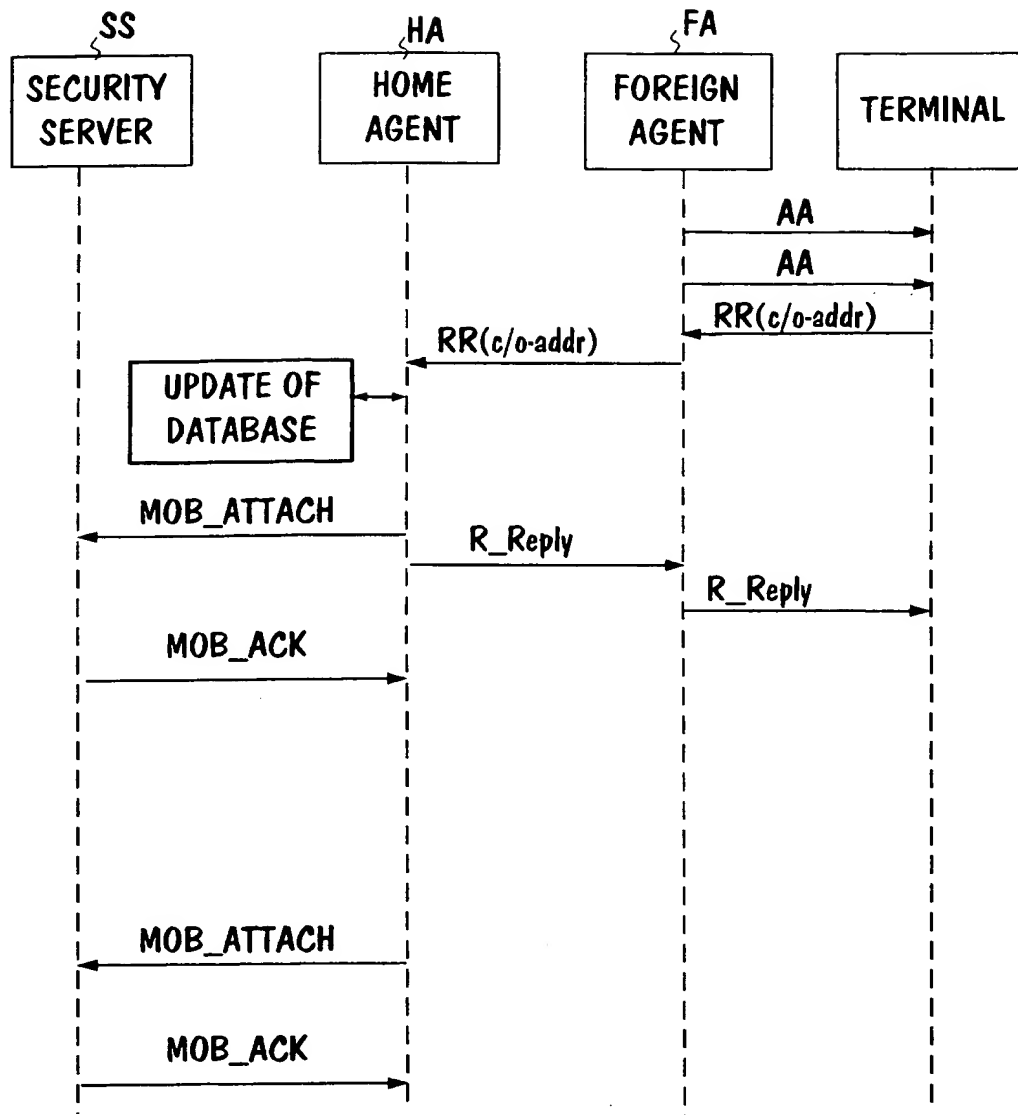 SS
HA
FA
SECURITY
SERVER
HOME
AGENT
FOREIGN
AGENT
TERMINAL
AA
AA
RR(c/o-addr)
RR(c/o-addr)
UPDATE OF
DATABASE
MOB_ATTACH
R_Reply
R_Reply
MOB_ACK
MOB_ATTACH
MOB_ACK